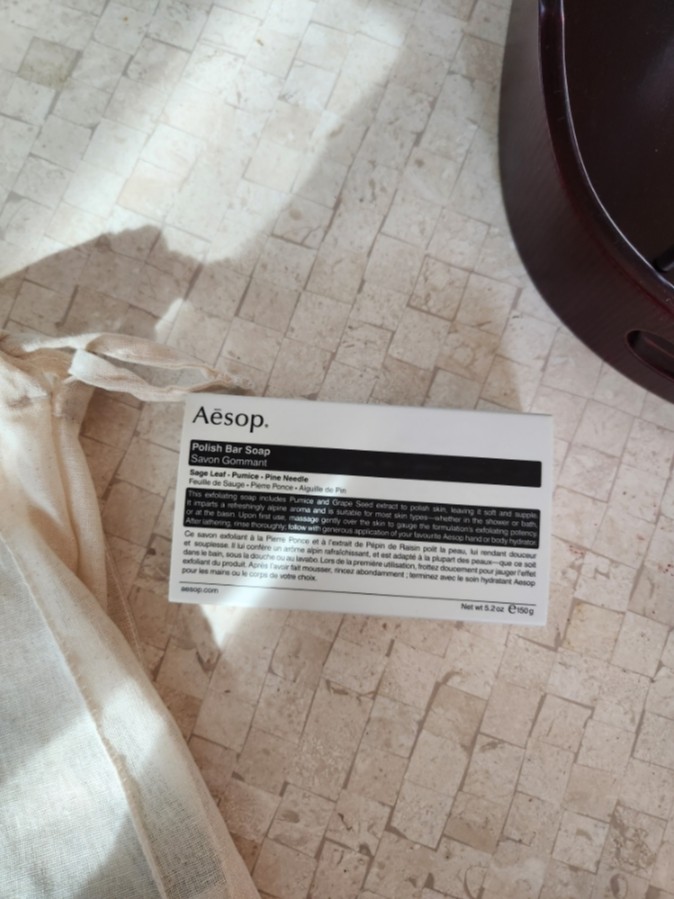 Aēsop.
Polish Bar Soap
Savon Gommant
Sage Leaf - Pumice - Pine Needle
Feuille de Sauge - Pierre Ponce - Aiguille de Pin
This exfoliating soap includes Pumice and Grape Seed extract to polish skin, leaving it soft and supple.
It imparts a refreshingly alpine aroma and is suitable for most skin types—whether in the shower or bath,
or at the basin. Upon first use, massage gently over the skin to gauge the formulation's exfoliating potency.
After lathering, rinse thoroughly; follow with generous application of your favourite Aesop hand or body hydrator.
Ce savon exfoliant à la Pierre Ponce et à l'extrait de Pépin de Raisin polit la peau, lui rendant douceur
et souplesse. Il lui confère un arôme alpin rafraîchissant, et est adapté à la plupart des peaux—que ce soit
dans le bain, sous la douche ou au lavabo. Lors de la première utilisation, frottez doucement pour jauger l'effet
exfoliant du produit. Après l'avoir fait mousser, rincez abondamment ; terminez avec le soin hydratant Aesop
pour les mains ou le corps de votre choix.
aesop.com
Net wt 5.2 oz ℮150 g